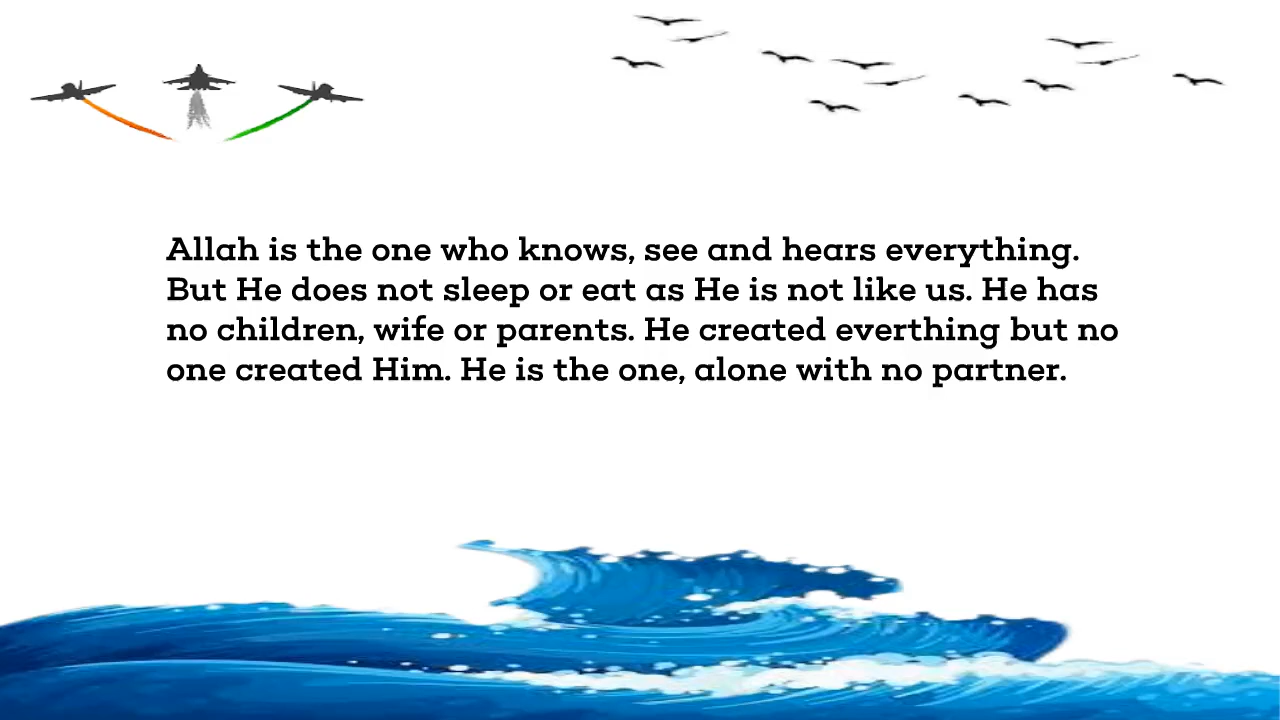 Allah is the one who knows, see and hears everything.
But He does not sleep or eat as He is not like us. He has
no children, wife or parents. He created everthing but no
one created Him. He is the one, alone with no partner.